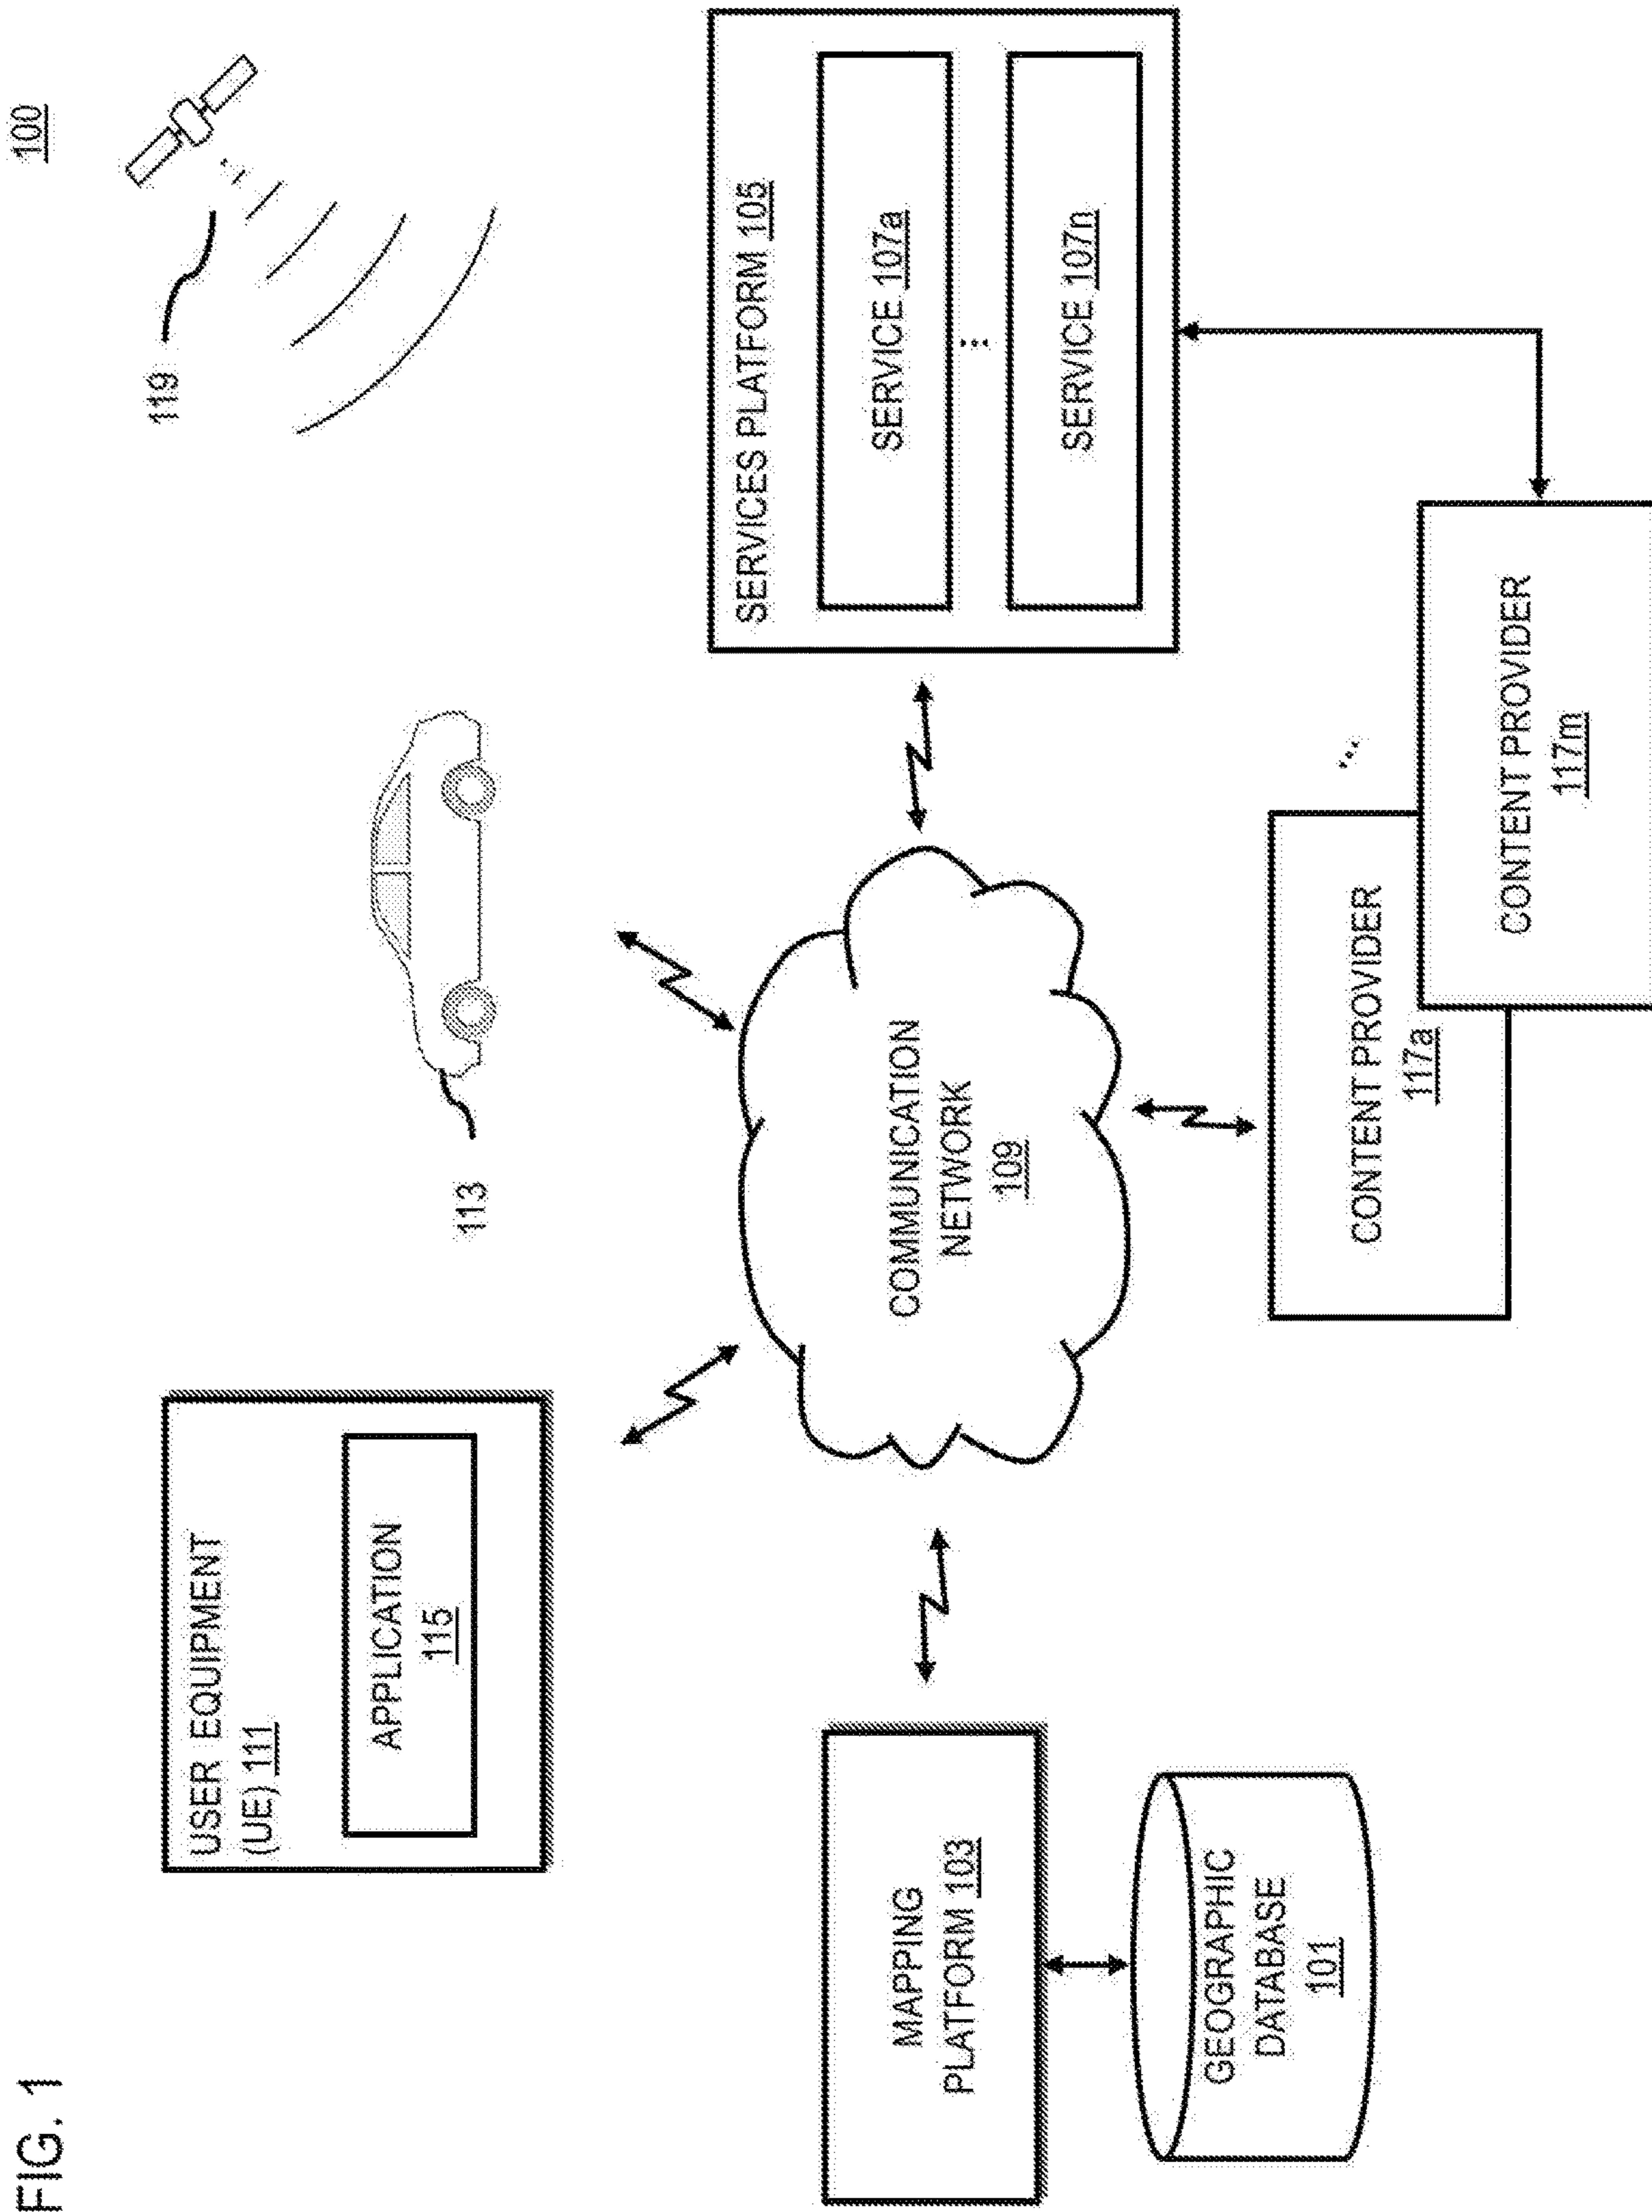 FIG. 1
100
USER EQUIPMENT
(UE) 111
APPLICATION
115
113
119
MAPPING
PLATFORM 103
GEOGRAPHIC
DATABASE
101
COMMUNICATION
NETWORK
109
SERVICES PLATFORM 105
SERVICE 107a
...
SERVICE 107n
CONTENT PROVIDER
117a
...
CONTENT PROVIDER
117m